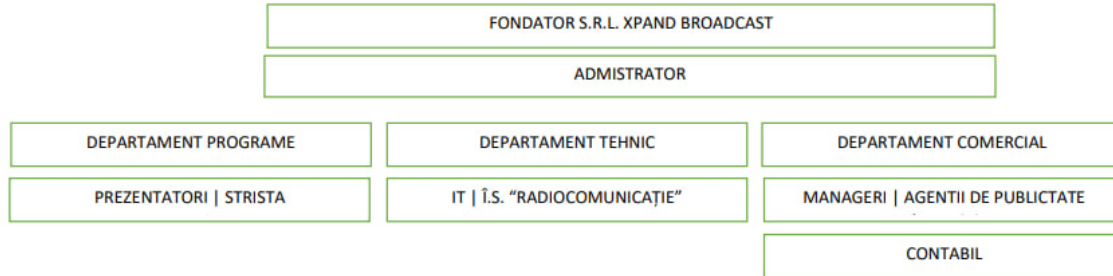 FONDATOR S.R.L. XPAND BROADCAST
ADMISTRATOR
DEPARTAMENT PROGRAME
DEPARTAMENT TEHNIC
DEPARTAMENT COMERCIAL
PREZENTATORI | STRISTA
IT | Î.S. “RADIOCOMUNICAȚIE”
MANAGERI | AGENTII DE PUBLICTATE
CONTABIL